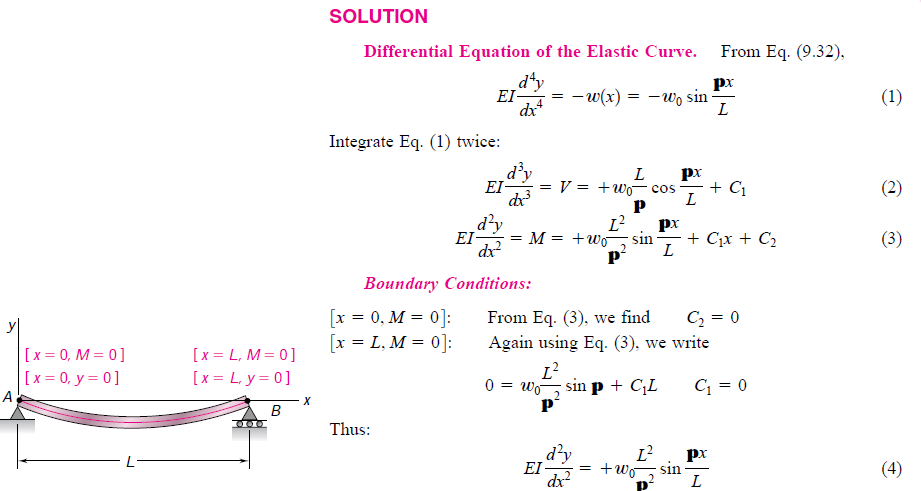 SOLUTION
Differential Equation of the Elastic Curve. From Eq. (9.32),
EI d⁴y/dx⁴ = −w(x) = −w₀ sin px/L (1)
Integrate Eq. (1) twice:
EI d³y/dx³ = V = +w₀ L/p cos px/L + C₁ (2)
EI d²y/dx² = M = +w₀ L²/p² sin px/L + C₁x + C₂ (3)
Boundary Conditions:
[x = 0, M = 0]: From Eq. (3), we find C₂ = 0
[x = L, M = 0]: Again using Eq. (3), we write
0 = w₀ L²/p² sin p + C₁L C₁ = 0
Thus:
EI d²y/dx² = +w₀ L²/p² sin px/L (4)
y
[x = 0, M = 0] [x = L, M = 0]
[x = 0, y = 0] [x = L, y = 0]
A B x
L